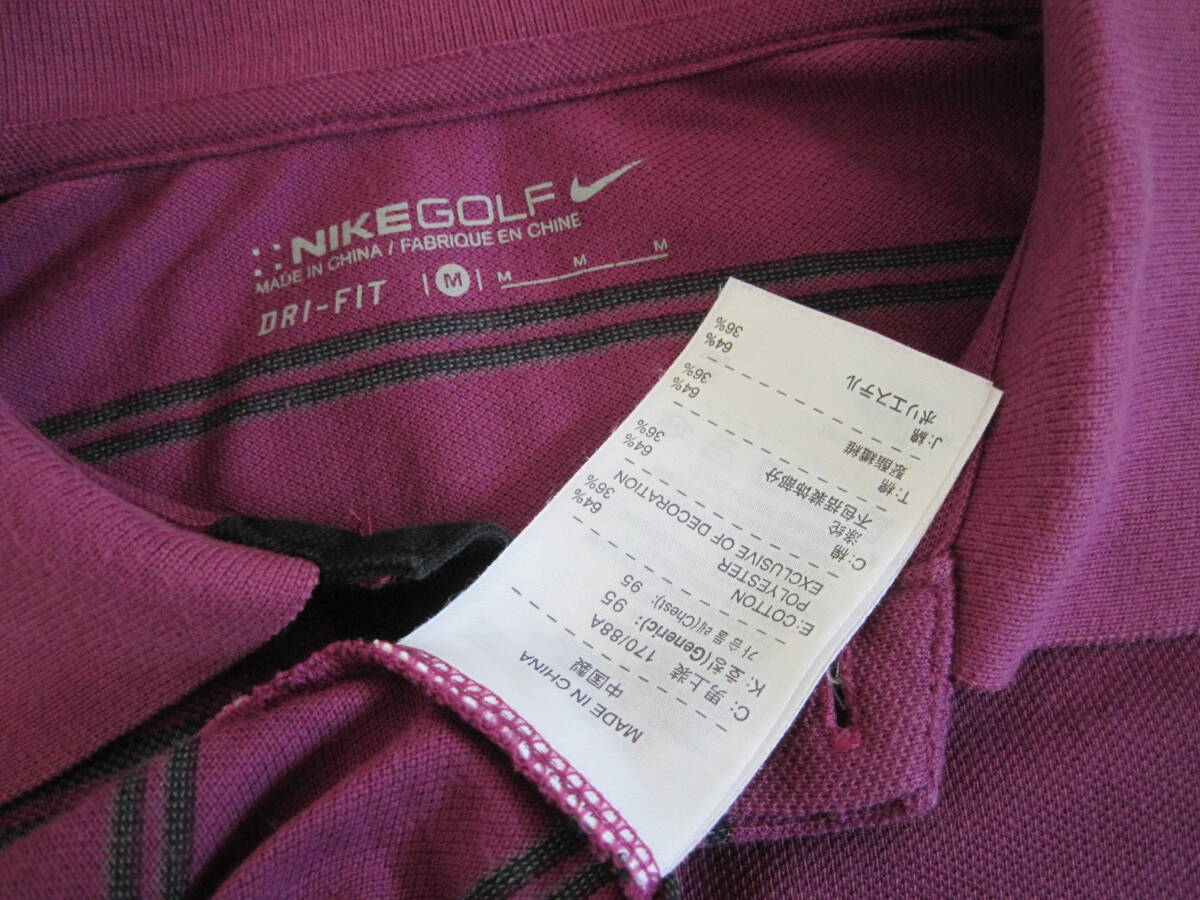 NIKEGOLF
MADE IN CHINA / FABRIQUE EN CHINE
DRI-FIT M M M M
MADE IN CHINA
中国製
C: 男上装 170/88A
K: 호칭(Generic): 95
가슴둘레(Chest): 95
E:COTTON 64%
POLYESTER 36%
EXCLUSIVE OF DECORATION
C: 棉 64%
涤纶 36%
不包括装饰部分
T: 棉 64%
聚酯纖維 36%
J: 綿 64%
ポリエステル 36%